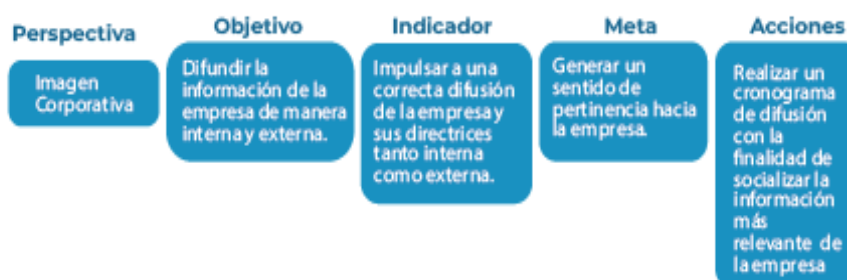 Perspectiva
Objetivo
Indicador
Meta
Acciones
Imagen
Corporativa
Difundir la
información de la
empresa de manera
interna y externa.
Impulsar a una
correcta difusión
de la empresa y
sus directrices
tanto interna
como externa.
Generar un
sentido de
pertinencia hacia
la empresa.
Realizar un
cronograma
de difusión
con la
finalidad de
socializar la
información
más
relevante de
la empresa